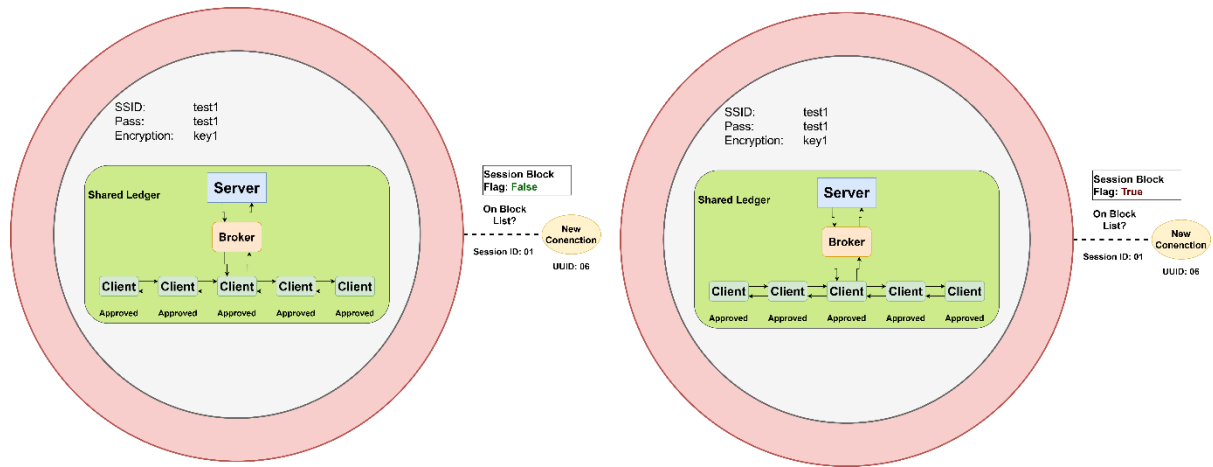 SSID: test1
Pass: test1
Encryption: key1
Shared Ledger
Server
Broker
Client Client Client Client Client
Approved Approved Approved Approved Approved
Session Block
Flag: False
On Block
List?
Session ID: 01
New
Conenction
UUID: 06
SSID: test1
Pass: test1
Encryption: key1
Shared Ledger
Server
Broker
Client Client Client Client Client
Approved Approved Approved Approved Approved
Session Block
Flag: True
On Block
List?
Session ID: 01
New
Conenction
UUID: 06